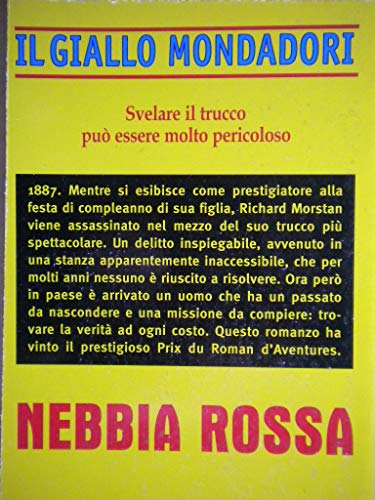 IL GIALLO MONDADORI
Svelare il trucco
può essere molto pericoloso
1887. Mentre si esibisce come prestigiatore alla
festa di compleanno di sua figlia, Richard Morstan
viene assassinato nel mezzo del suo trucco più
spettacolare. Un delitto inspiegabile, avvenuto in
una stanza apparentemente inaccessibile, che per
molti anni nessuno è riuscito a risolvere. Ora però
in paese è arrivato un uomo che ha un passato
da nascondere e una missione da compiere: tro-
vare la verità ad ogni costo. Questo romanzo ha
vinto il prestigioso Prix du Roman d'Aventures.
NEBBIA ROSSA